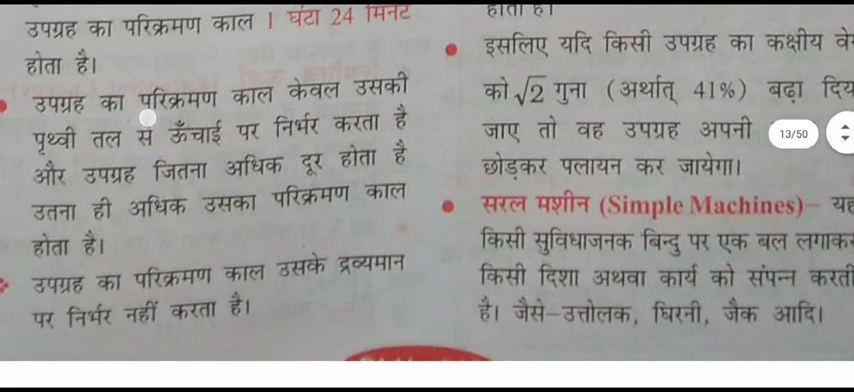 उपग्रह का परिक्रमण काल 1 घंटा 24 मिनट
होता है।
उपग्रह का परिक्रमण काल केवल उसकी
पृथ्वी तल से ऊँचाई पर निर्भर करता है
और उपग्रह जितना अधिक दूर होता है
उतना ही अधिक उसका परिक्रमण काल
होता है।
उपग्रह का परिक्रमण काल उसके द्रव्यमान
पर निर्भर नहीं करता है।
होता है।
इसलिए यदि किसी उपग्रह का कक्षीय
को √2 गुना (अर्थात् 41%) बढ़ा दिय
जाए तो वह उपग्रह अपनी
13/50
छोड़कर पलायन कर जायेगा।
सरल मशीन (Simple Machines)– यह
किसी सुविधाजनक बिन्दु पर एक बल लगाकर
किसी दिशा अथवा कार्य को संपन्न करती
है। जैसे–उत्तोलक, घिरनी, जैक आदि।